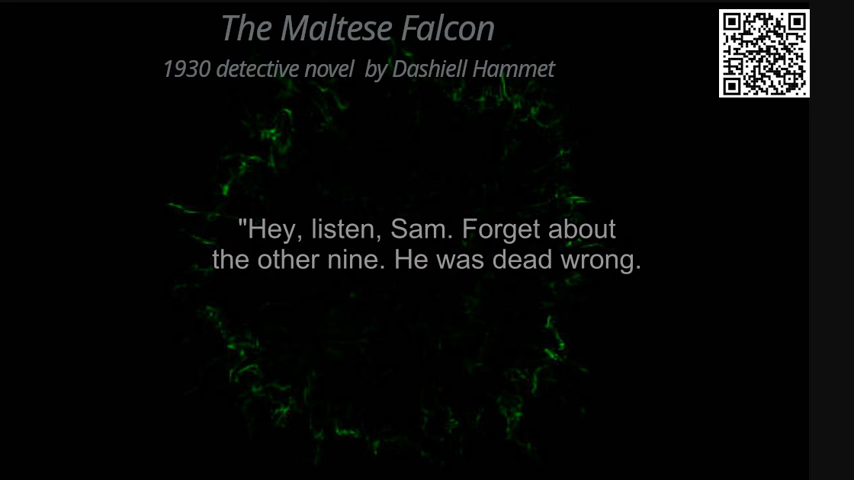 The Maltese Falcon
1930 detective novel by Dashiell Hammet
"Hey, listen, Sam. Forget about
the other nine. He was dead wrong.